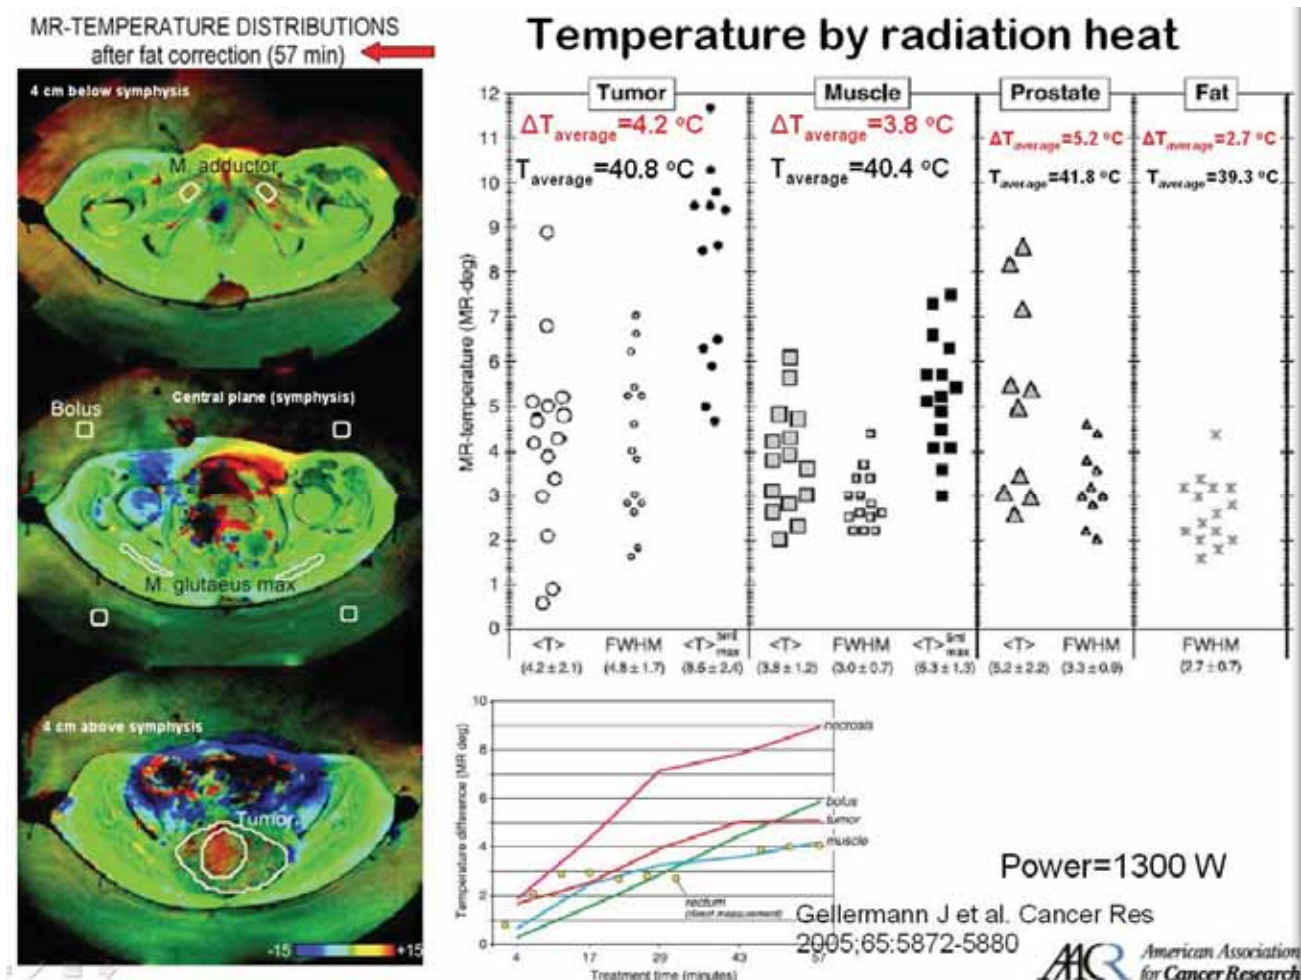 MR-TEMPERATURE DISTRIBUTIONS
after fat correction (57 min)
4 cm below symphysis
M. adductor
Central plane (symphysis)
Bolus
M. glutaeus max
4 cm above symphysis
Tumor
-15
+15
Temperature by radiation heat
Tumor
Muscle
Prostate
Fat
ΔTaverage=4.2 °C
ΔTaverage=3.8 °C
ΔTaverage=5.2 °C
ΔTaverage=2.7 °C
Taverage=40.8 °C
Taverage=40.4 °C
Taverage=41.8 °C
Taverage=39.3 °C
MR-temperature (MR-deg)
12
11
10
9
8
7
6
5
4
3
2
1
0
<T> FWHM <T>max
<T> FWHM <T>max
<T> FWHM
FWHM
(4.2 ± 2.1) (4.8 ± 1.7) (8.6 ± 2.4)
(3.8 ± 1.2) (3.0 ± 0.7) (5.3 ± 1.3)
(5.2 ± 2.2) (3.3 ± 0.9)
(2.7 ± 0.7)
Temperature difference (MR deg)
10
8
6
4
2
0
necrosis
bolus
tumor
muscle
rectum
(direct measurement)
4 17 29 43 57
Treatment time (minutes)
Power=1300 W
Gellermann J et al. Cancer Res
2005;65:5872-5880
AACR
American Association
for Cancer Research